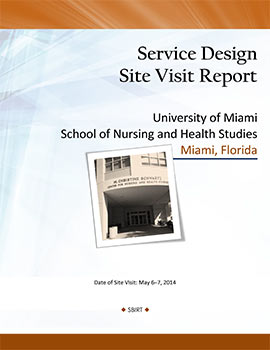 Service Design
Site Visit Report
University of Miami
School of Nursing and Health Studies
Miami, Florida
Date of Site Visit: May 6–7, 2014
SBIRT